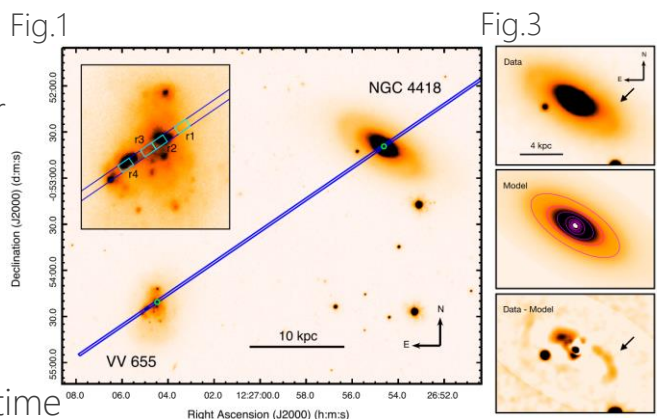 Fig.1
Fig.3
r
time
NGC 4418
r3
r1
r2
r4
VV 655
10 kpc
N
E
52:00.0
30.0
-0:53:00.0
30.0
54:00.0
30.0
55:00.0
Declination (J2000) (d:m:s)
08.0 06.0 04.0 02.0 12:27:00.0 58.0 56.0 54.0 26:52.0
Right Ascension (J2000) (h:m:s)
Data
N
E
4 kpc
Model
Data - Model